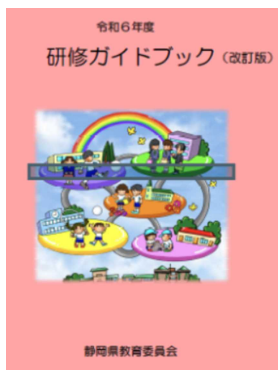 令和６年度
研修ガイドブック（改訂版）
静岡県教育委員会